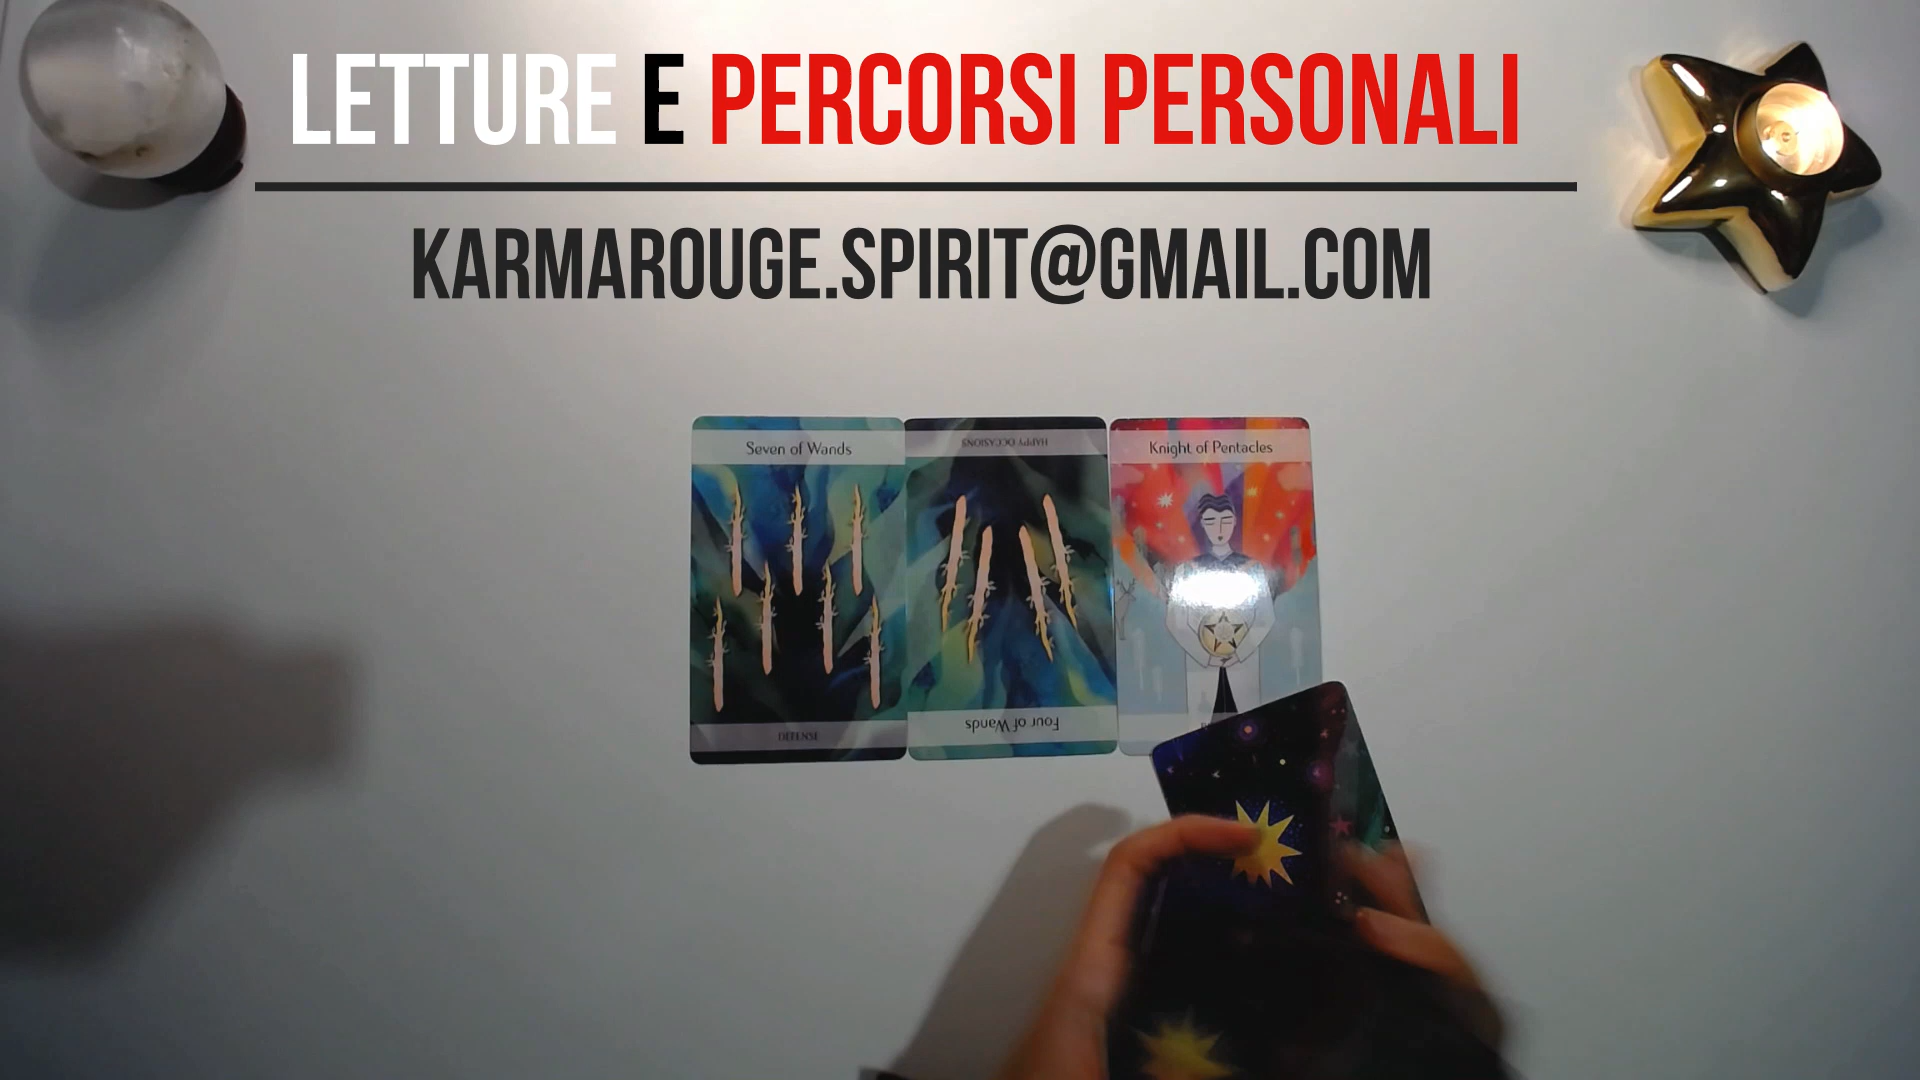 LETTURE E PERCORSI PERSONALI
KARMAROUGE.SPIRIT@GMAIL.COM
Seven of Wands
HAPPY OCCASIONS
Knight of Pentacles
Four of Wands
DEFENSE